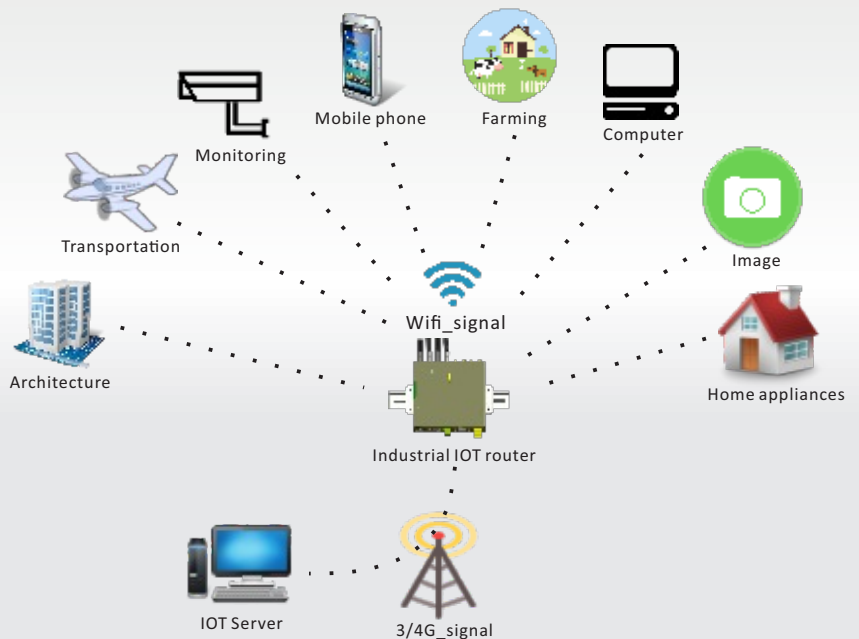 Mobile phone
Farming
Computer
Monitoring
Transportation
Image
Wifi_signal
Architecture
Home appliances
Industrial IOT router
IOT Server
3/4G_signal